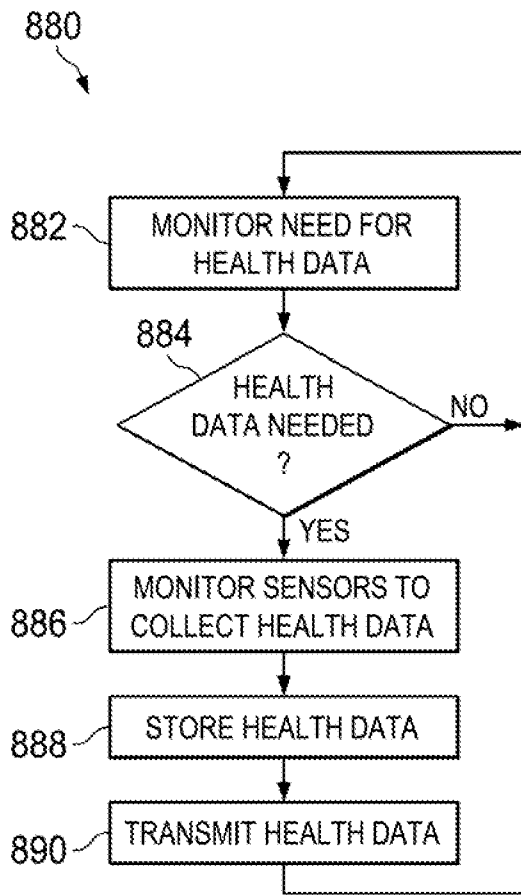 880
882
MONITOR NEED FOR
HEALTH DATA
884
HEALTH
DATA NEEDED
?
NO
YES
886
MONITOR SENSORS TO
COLLECT HEALTH DATA
888
STORE HEALTH DATA
890
TRANSMIT HEALTH DATA